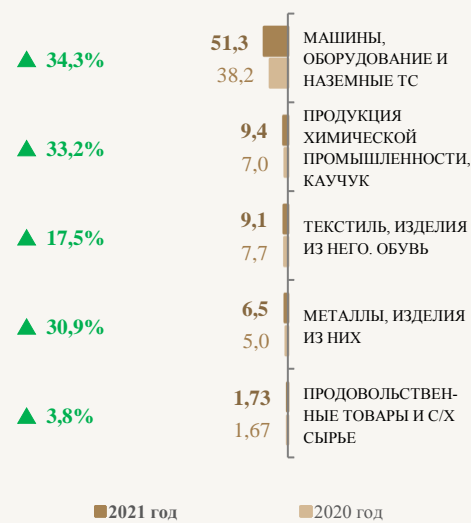 ▲ 34,3%
51,3
38,2
МАШИНЫ,
ОБОРУДОВАНИЕ И
НАЗЕМНЫЕ ТС
▲ 33,2%
9,4
7,0
ПРОДУКЦИЯ
ХИМИЧЕСКОЙ
ПРОМЫШЛЕННОСТИ,
КАУЧУК
▲ 17,5%
9,1
7,7
ТЕКСТИЛЬ, ИЗДЕЛИЯ
ИЗ НЕГО. ОБУВЬ
▲ 30,9%
6,5
5,0
МЕТАЛЛЫ, ИЗДЕЛИЯ
ИЗ НИХ
▲ 3,8%
1,73
1,67
ПРОДОВОЛЬСТВЕН-
НЫЕ ТОВАРЫ И С/Х
СЫРЬЕ
2021 год
2020 год